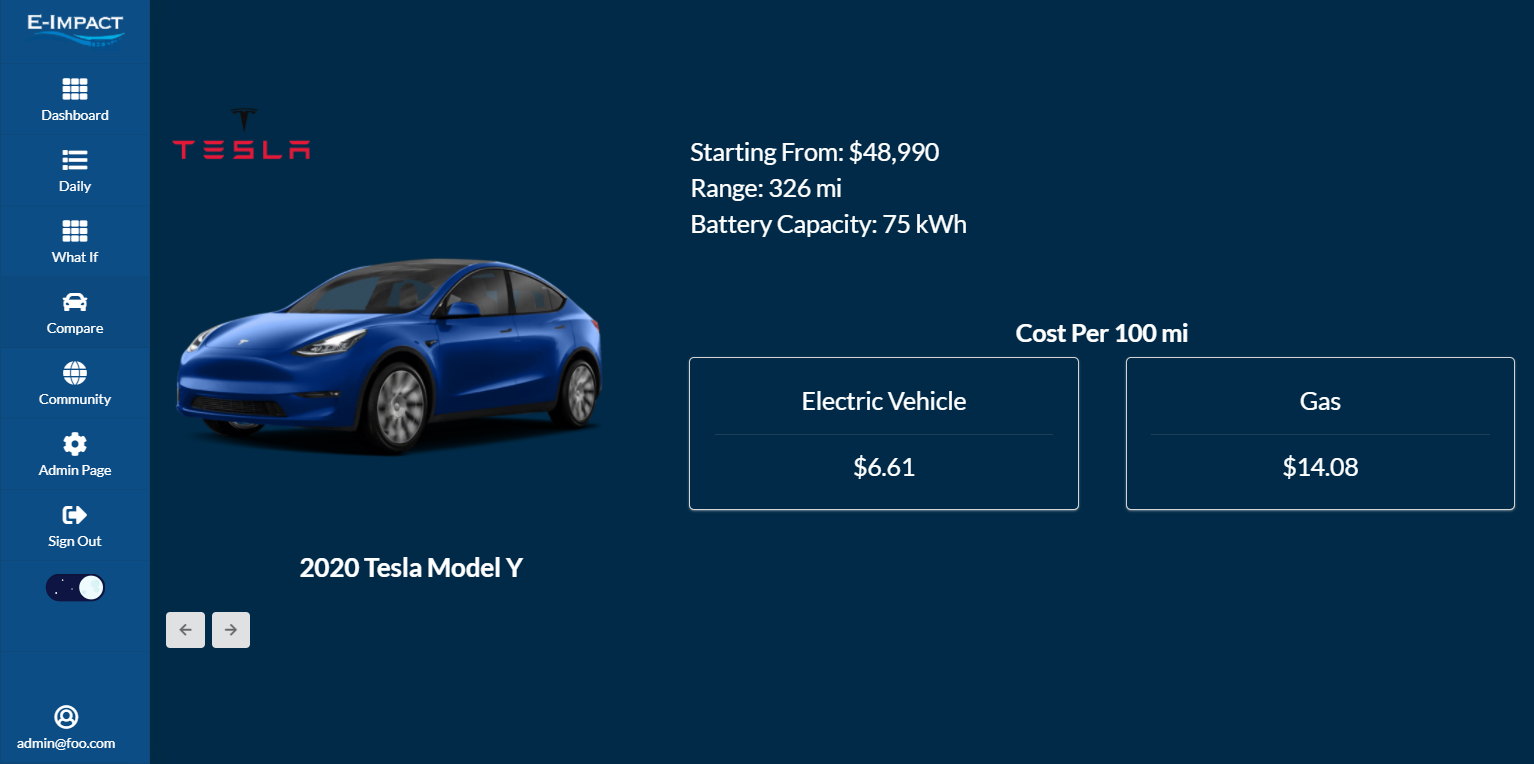 E-IMPACT
Dashboard
Daily
What If
Compare
Community
Admin Page
Sign Out
admin@foo.com
TESLA
2020 Tesla Model Y
Starting From: $48,990
Range: 326 mi
Battery Capacity: 75 kWh
Cost Per 100 mi
Electric Vehicle
$6.61
Gas
$14.08